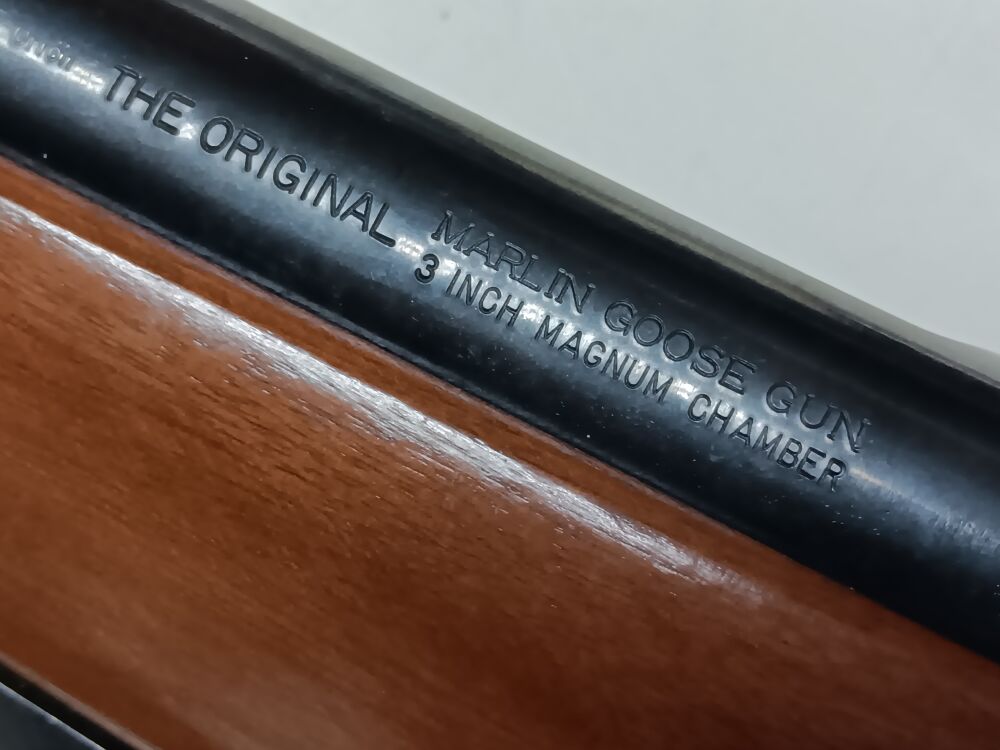 THE ORIGINAL MARLIN GOOSE GUN
3 INCH MAGNUM CHAMBER